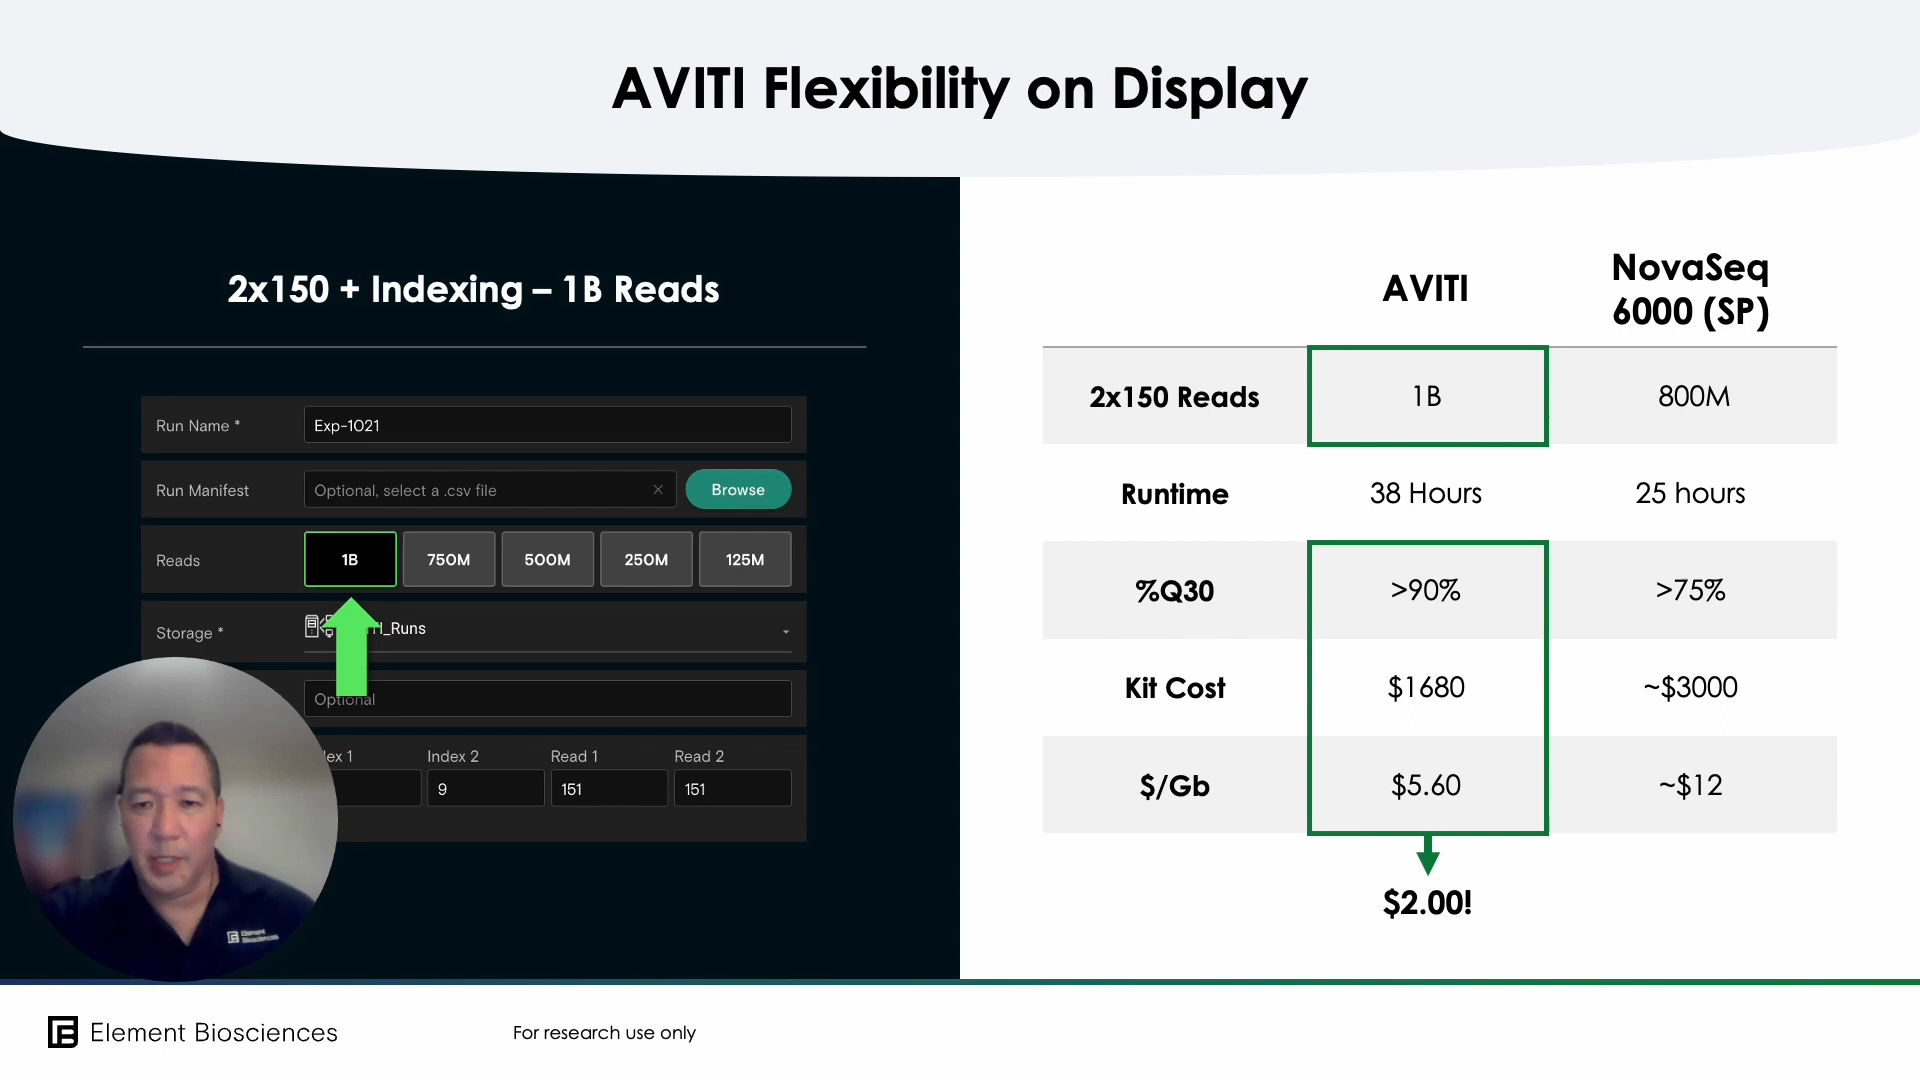 AVITI Flexibility on Display
2x150 + Indexing – 1B Reads
Run Name *
Exp-1021
Run Manifest
Optional, select a .csv file ×
Browse
Reads
1B 750M 500M 250M 125M
Storage *
_Runs
Optional
Index 2 Read 1 Read 2
9 151 151
AVITI
NovaSeq
6000 (SP)
2x150 Reads 1B 800M
Runtime 38 Hours 25 hours
%Q30 >90% >75%
Kit Cost $1680 ~$3000
$/Gb $5.60 ~$12
$2.00!
Element
Biosciences
Element Biosciences
For research use only